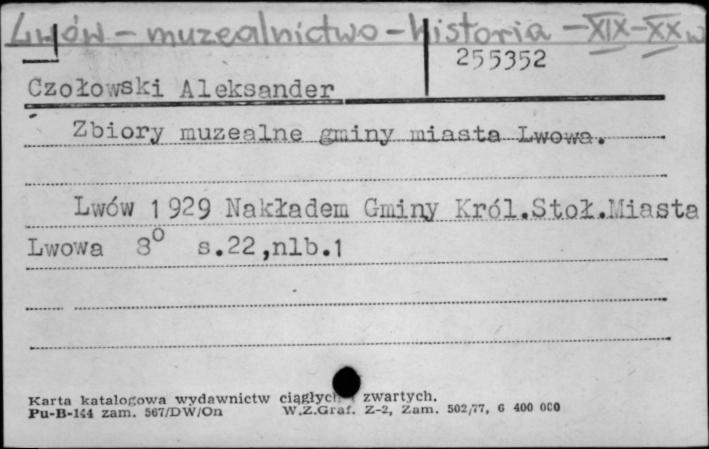 Lwów - muzealnictwo - historia - XIX-XX w
255352
Czołowski Aleksander
Zbiory muzealne gminy miasta Lwowa.
Lwów 1929 Nakładem Gminy Król.Stoł.Miasta
Lwowa 8° s.22,nlb.1
Karta katalogowa wydawnictw ciągłych i zwartych.
Pu-B-144 zam. 567/DW/On W.Z.Graf. Z-2, Zam. 502/77, 6 400 000